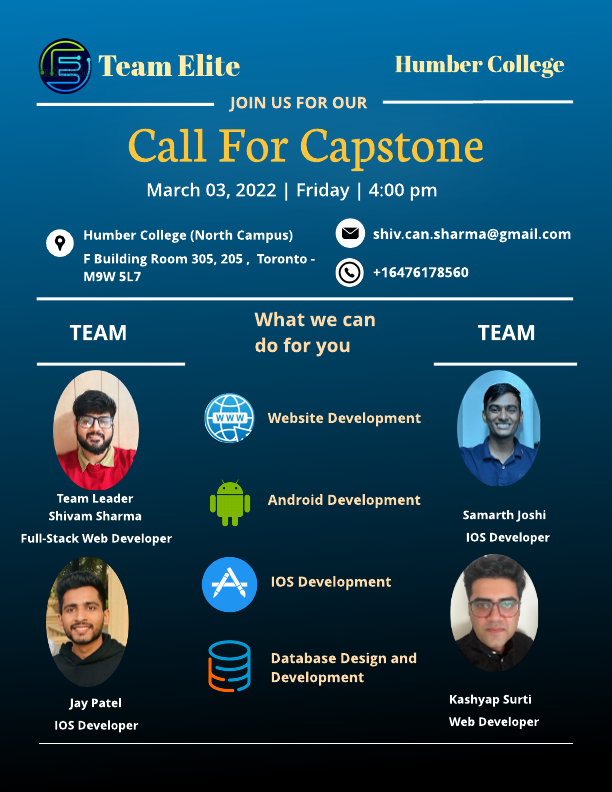 Team Elite
Humber College
JOIN US FOR OUR
Call For Capstone
March 03, 2022 | Friday | 4:00 pm
Humber College (North Campus)
F Building Room 305, 205 , Toronto -
M9W 5L7
shiv.can.sharma@gmail.com
+16476178560
TEAM
What we can
do for you
TEAM
Team Leader
Shivam Sharma
Full-Stack Web Developer
WWW
Website Development
Samarth Joshi
IOS Developer
Android Development
IOS Development
Jay Patel
IOS Developer
Database Design and
Development
Kashyap Surti
Web Developer